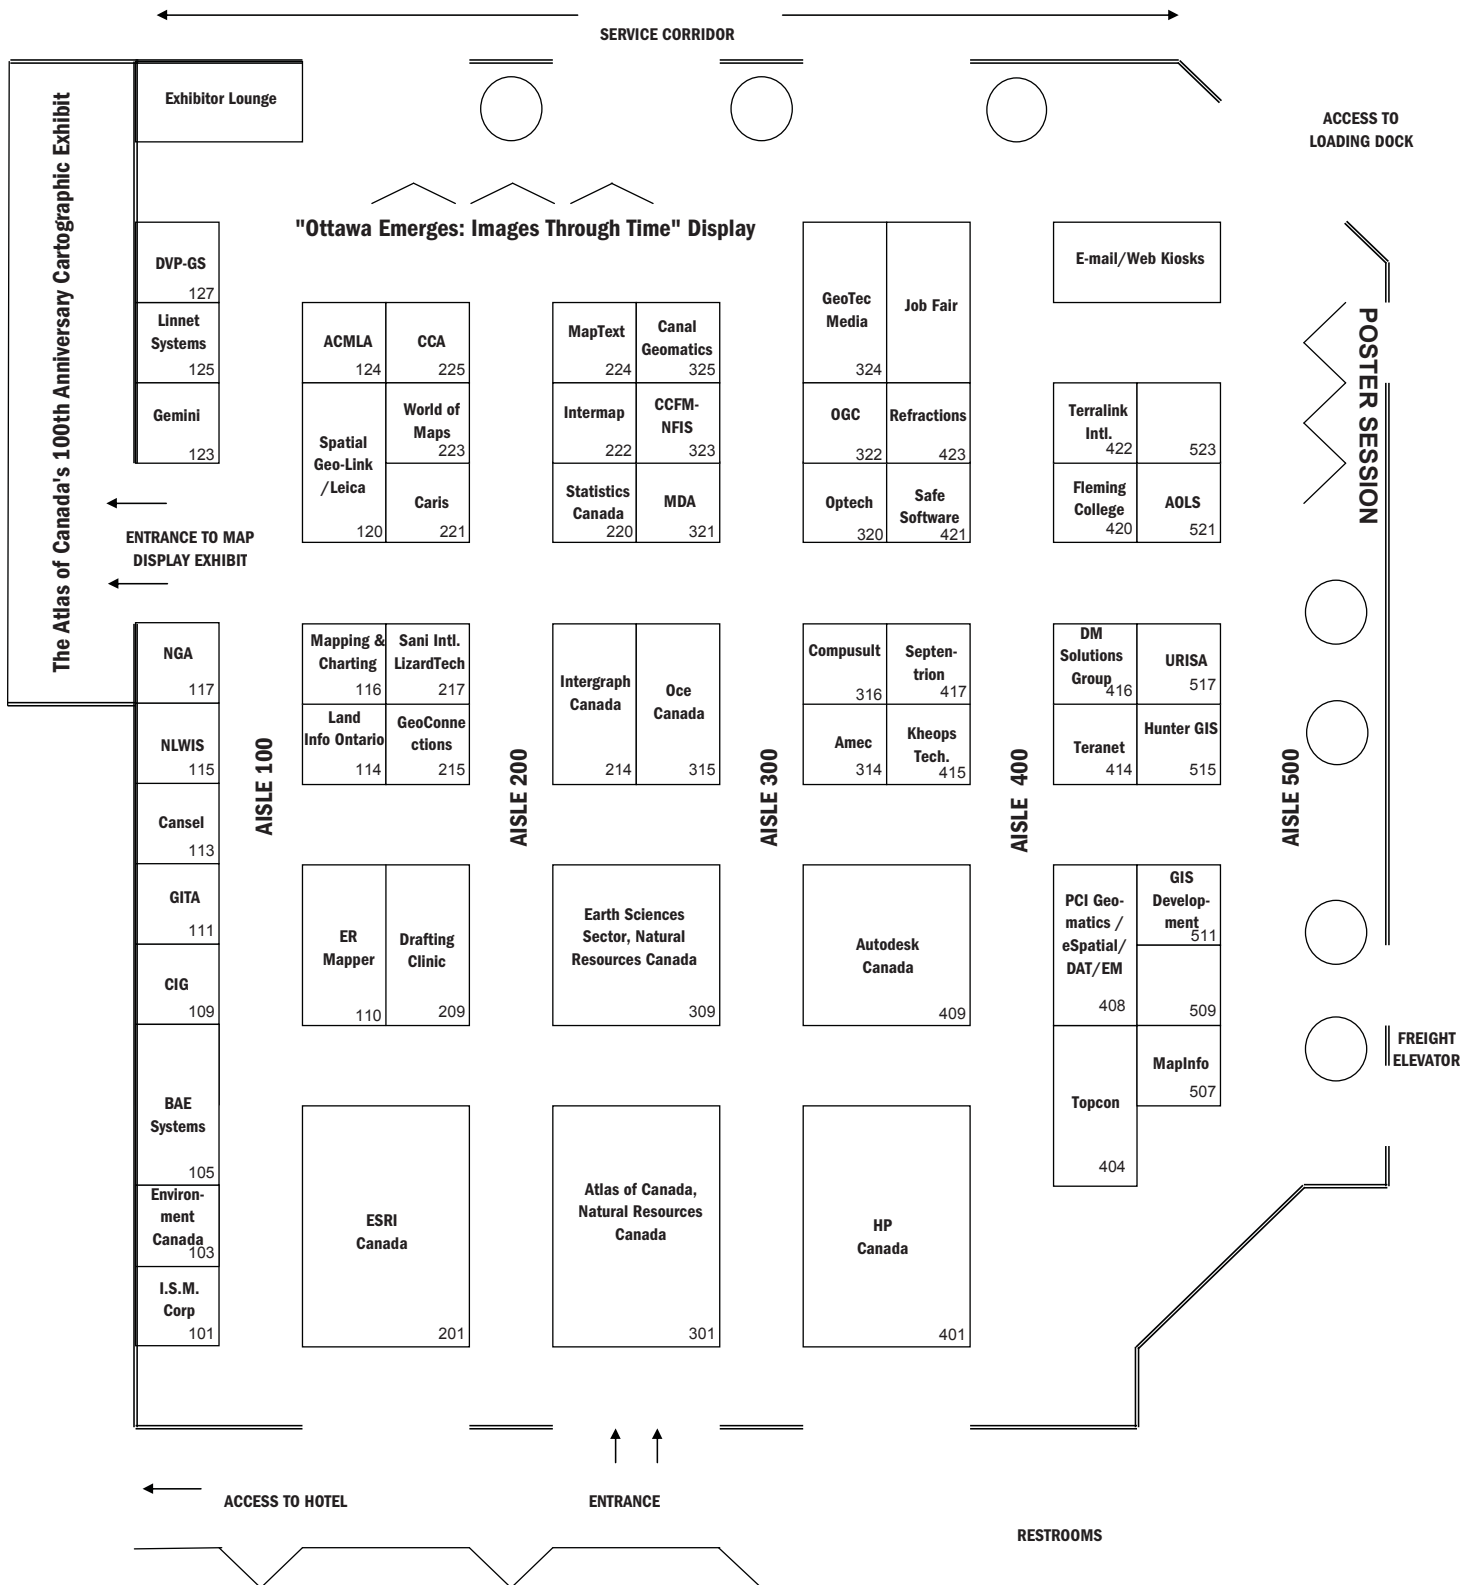 SERVICE CORRIDOR
The Atlas of Canada's 100th Anniversary Cartographic Exhibit
Exhibitor Lounge
ACCESS TO
LOADING DOCK
"Ottawa Emerges: Images Through Time" Display
DVP-GS
127
Linnet
Systems
125
Gemini
123
ENTRANCE TO MAP
DISPLAY EXHIBIT
NGA
117
NLWIS
115
Cansel
113
GITA
111
CIG
109
BAE
Systems
105
Environ-
ment
Canada
103
I.S.M.
Corp
101
AISLE 100
ACMLA
124
CCA
225
Spatial
Geo-Link
/Leica
120
World of
Maps
223
Caris
221
Mapping &
Charting
116
Sani Intl.
LizardTech
217
Land
Info Ontario
114
GeoConne
ctions
215
ER
Mapper
110
Drafting
Clinic
209
ESRI
Canada
201
AISLE 200
MapText
224
Canal
Geomatics
325
Intermap
222
CCFM-
NFIS
323
Statistics
Canada
220
MDA
321
Intergraph
Canada
214
Oce
Canada
315
Earth Sciences
Sector, Natural
Resources Canada
309
Atlas of Canada,
Natural Resources
Canada
301
AISLE 300
GeoTec
Media
324
Job Fair
OGC
322
Refractions
423
Optech
320
Safe
Software
421
Compusult
316
Septen-
trion
417
Amec
314
Kheops
Tech.
415
Autodesk
Canada
409
HP
Canada
401
AISLE 400
E-mail/Web Kiosks
Terralink
Intl.
422
523
Fleming
College
420
AOLS
521
DM
Solutions
Group
416
URISA
517
Teranet
414
Hunter GIS
515
PCI Geo-
matics /
eSpatial/
DAT/EM
408
GIS
Develop-
ment
511
509
Topcon
404
MapInfo
507
AISLE 500
POSTER SESSION
FREIGHT
ELEVATOR
ACCESS TO HOTEL
ENTRANCE
RESTROOMS